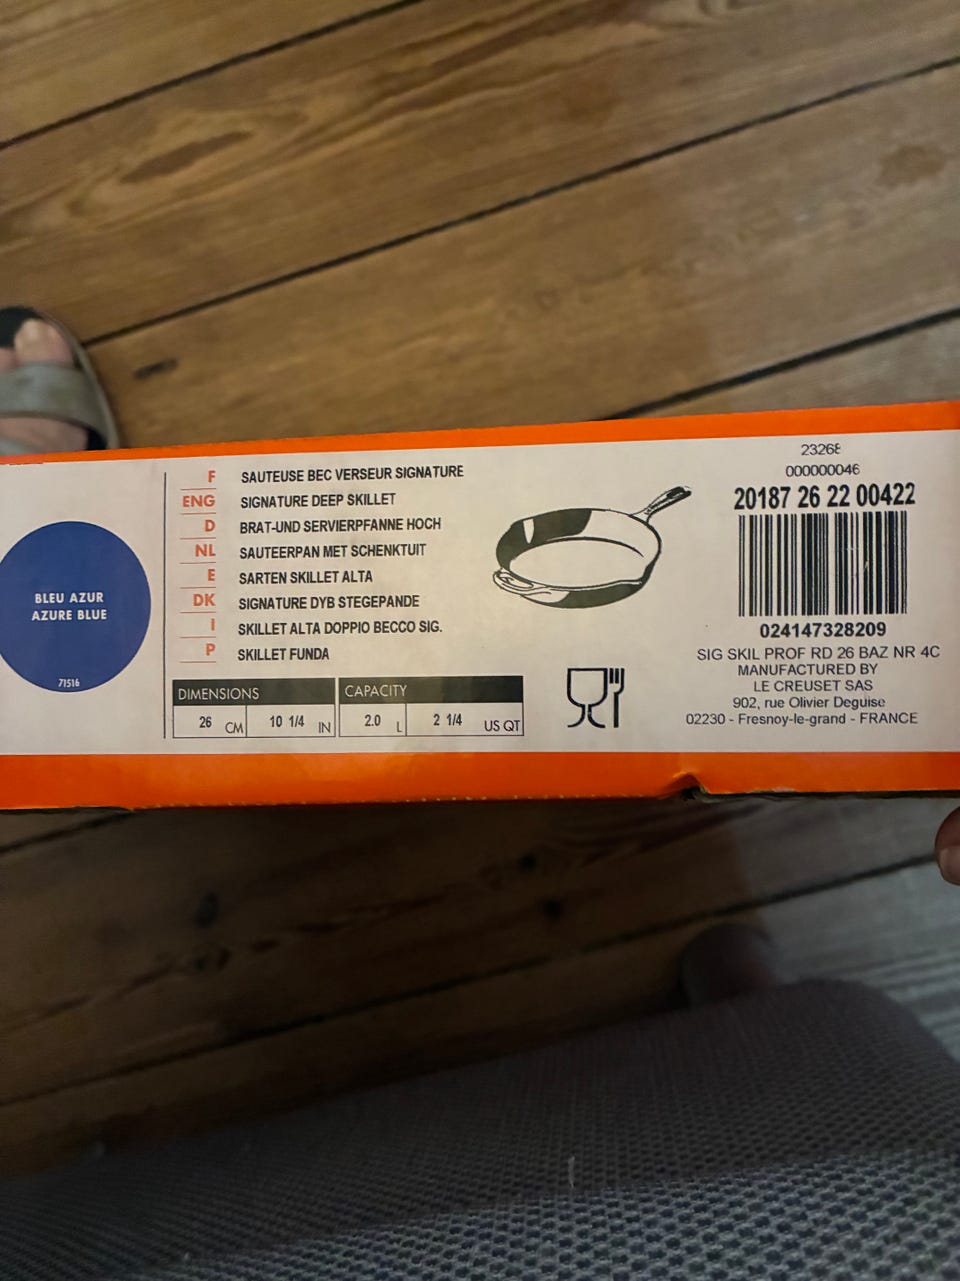 BLEU AZUR
AZURE BLUE
71516
F SAUTEUSE BEC VERSEUR SIGNATURE
ENG SIGNATURE DEEP SKILLET
D BRAT-UND SERVIERPFANNE HOCH
NL SAUTEERPAN MET SCHENKTUIT
E SARTEN SKILLET ALTA
DK SIGNATURE DYB STEGEPANDE
I SKILLET ALTA DOPPIO BECCO SIG.
P SKILLET FUNDA
DIMENSIONS CAPACITY
26 CM 10 1/4 IN 2.0 L 2 1/4 US QT
23268
000000046
20187 26 22 00422
024147328209
SIG SKIL PROF RD 26 BAZ NR 4C
MANUFACTURED BY
LE CREUSET SAS
902, rue Olivier Deguise
02230 - Fresnoy-le-grand - FRANCE